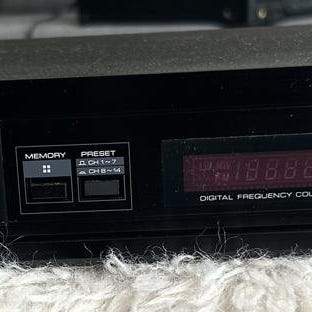 MEMORY PRESET
CH 1~7
CH 8~14
DIGITAL FREQUENCY COU